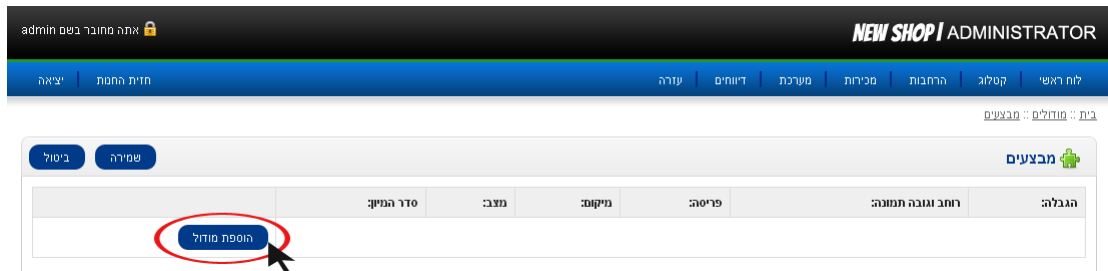 NEW SHOP / ADMINISTRATOR
אתה מחובר בשם admin
לוח ראשי קטלוג הרחבות מכירות מערכת דיווחים עזרה חזית החנות יציאה
בית :: מודולים :: מבצעים
מבצעים שמירה ביטול
הגבלה: רוחב וגובה תמונה: פריסה: מיקום: מצב: סדר המיון:
הוספת מודול